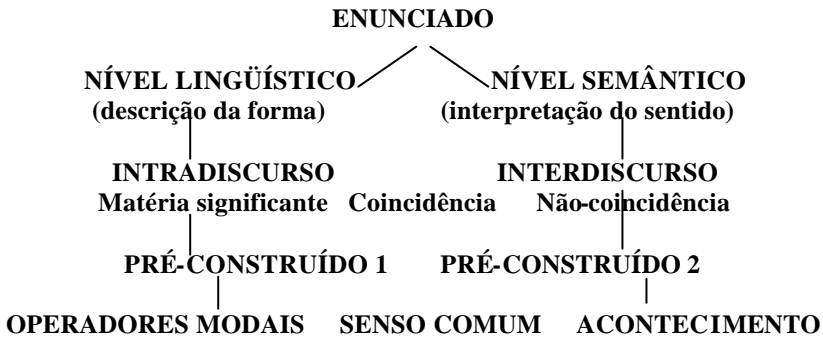 ENUNCIADO
NÍVEL LINGÜÍSTICO NÍVEL SEMÂNTICO
(descrição da forma) (interpretação do sentido)
INTRADISCURSO INTERDISCURSO
Matéria significante Coincidência Não-coincidência
PRÉ-CONSTRUÍDO 1 PRÉ-CONSTRUÍDO 2
OPERADORES MODAIS SENSO COMUM ACONTECIMENTO